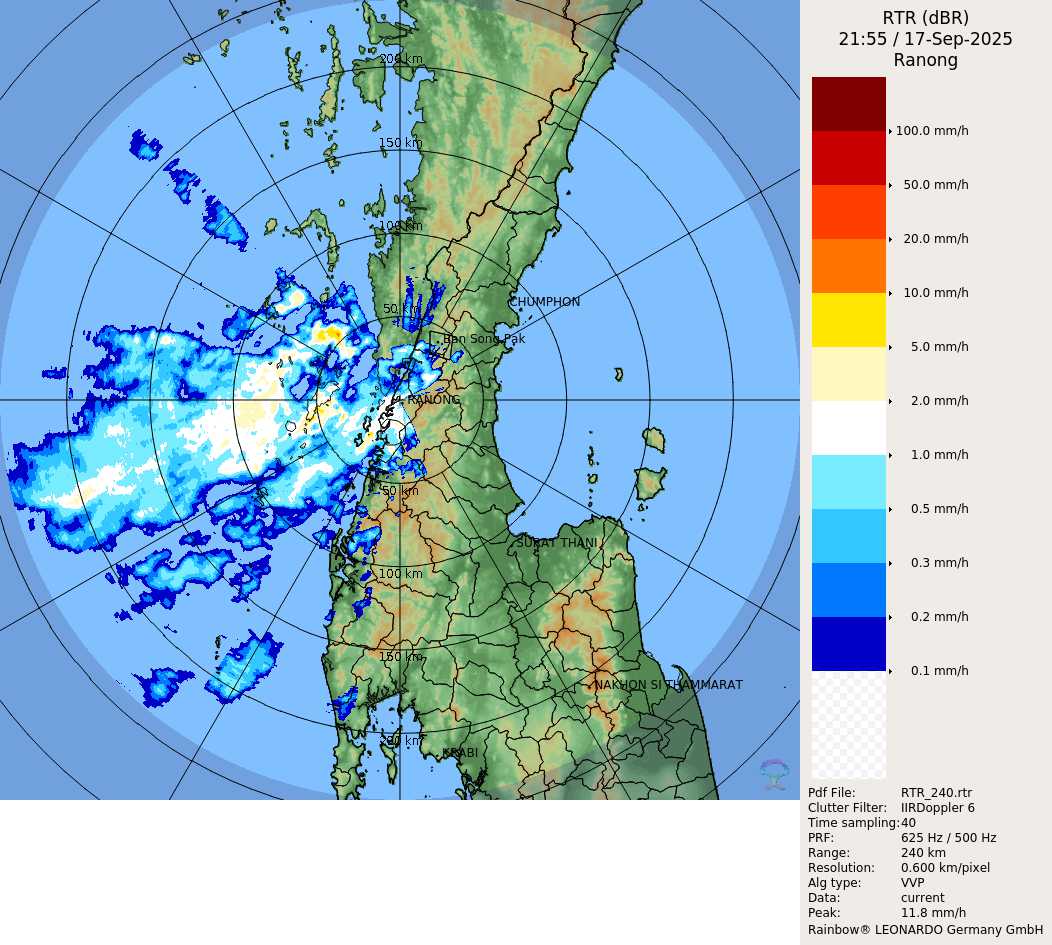 RTR (dBR)
21:55 / 17-Sep-2025
Ranong
200 km
150 km
100 km
50 km
CHUMPHON
Ban Song Pak
RANONG
50 km
SURAT THANI
100 km
150 km
NAKHON SI THAMMARAT
200 km
KRABI
100.0 mm/h
50.0 mm/h
20.0 mm/h
10.0 mm/h
5.0 mm/h
2.0 mm/h
1.0 mm/h
0.5 mm/h
0.3 mm/h
0.2 mm/h
0.1 mm/h
Pdf File: RTR_240.rtr
Clutter Filter: IIRDoppler 6
Time sampling:40
PRF: 625 Hz / 500 Hz
Range: 240 km
Resolution: 0.600 km/pixel
Alg type: VVP
Data: current
Peak: 11.8 mm/h
Rainbow® LEONARDO Germany GmbH